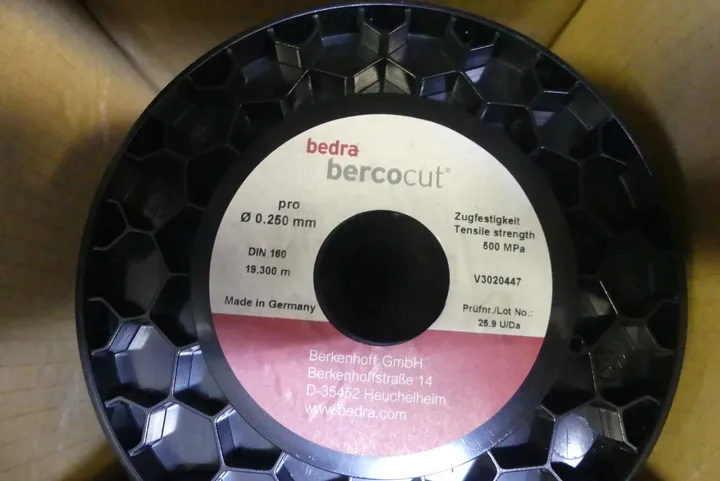 bedra
bercocut®
pro
Ø 0.250 mm
DIN 160
19.300 m
Made in Germany
Zugfestigkeit
Tensile strength
500 MPa
V3020447
Prüfnr./Lot No.:
25.9 U/Da
Berkenhoff GmbH
Berkenhoffstraße 14
D-35452 Heuchelheim
www.bedra.com